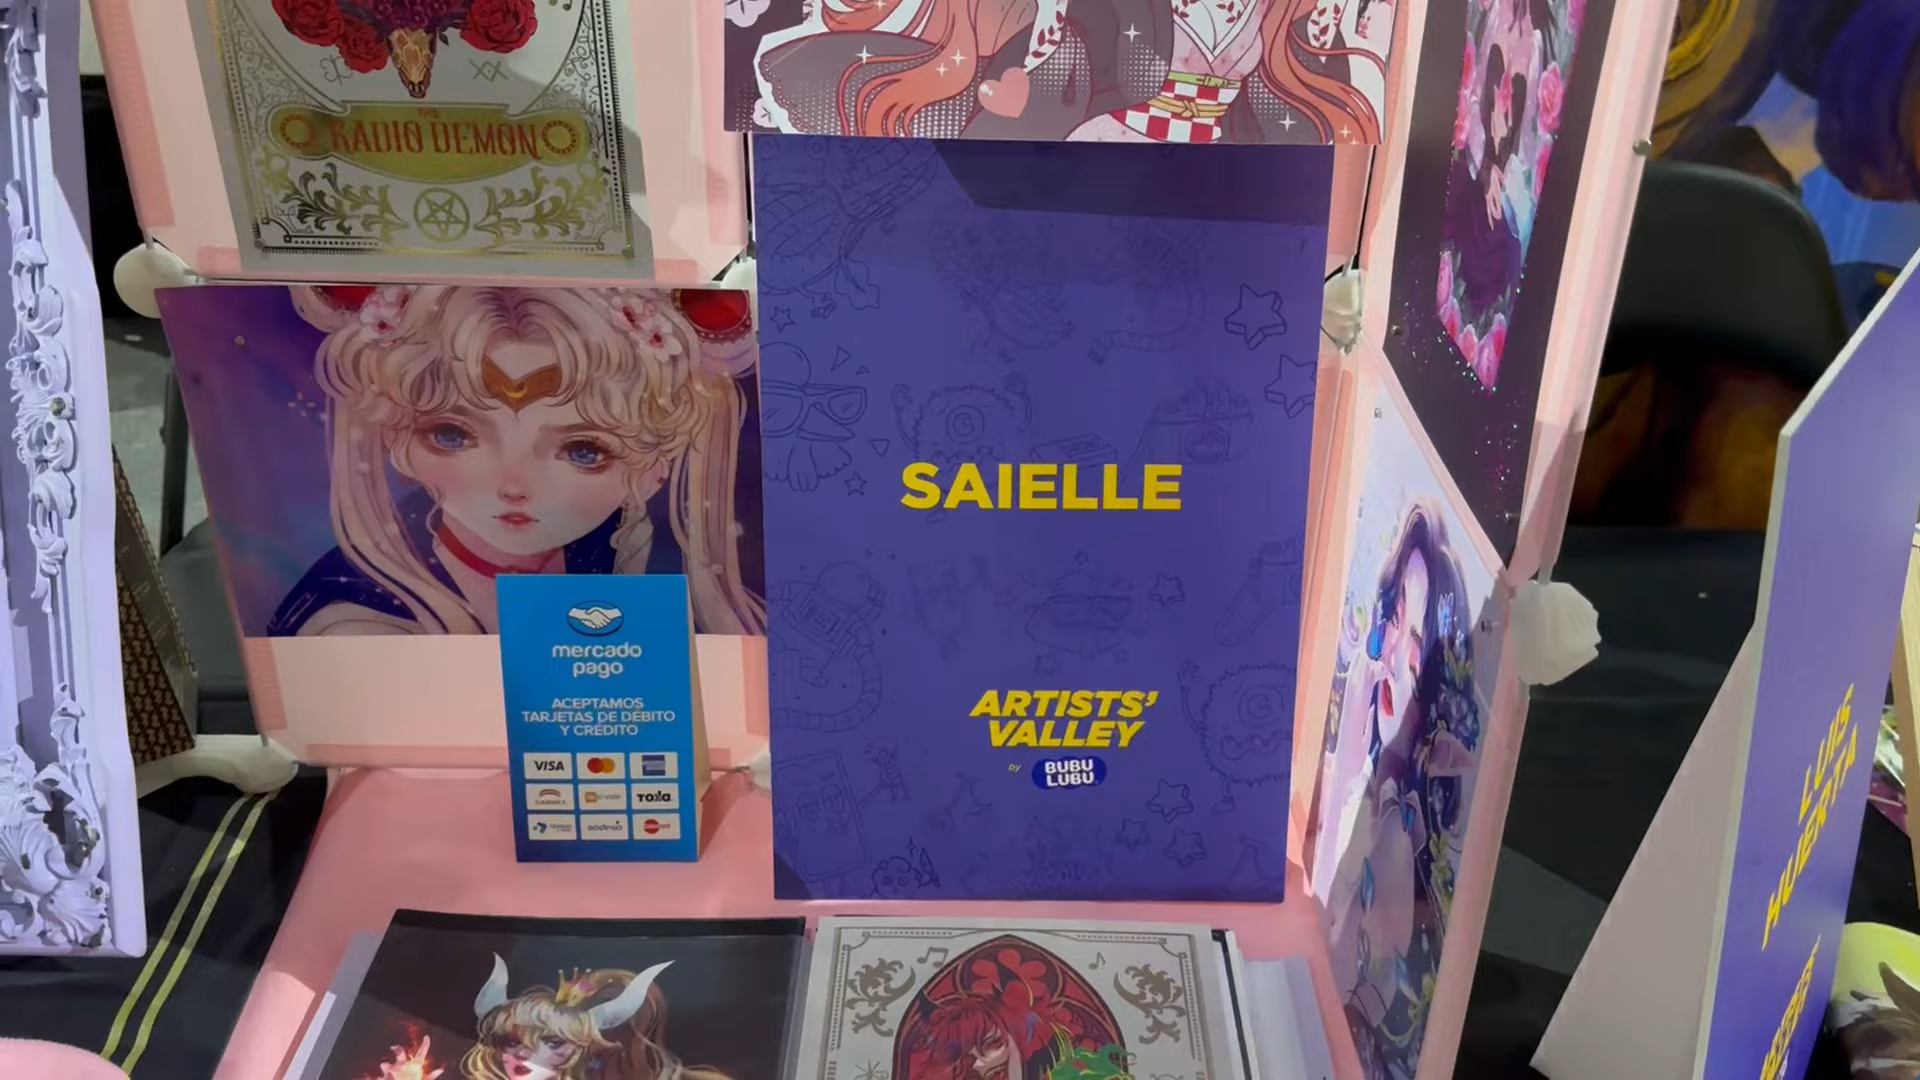 THE
RADIO DEMON
SAIELLE
ARTISTS'
VALLEY
by BUBU
LUBU
mercado
pago
ACEPTAMOS
TARJETAS DE DÉBITO
Y CRÉDITO
VISA
TOKA
sodexo
LUIS
HUERTA